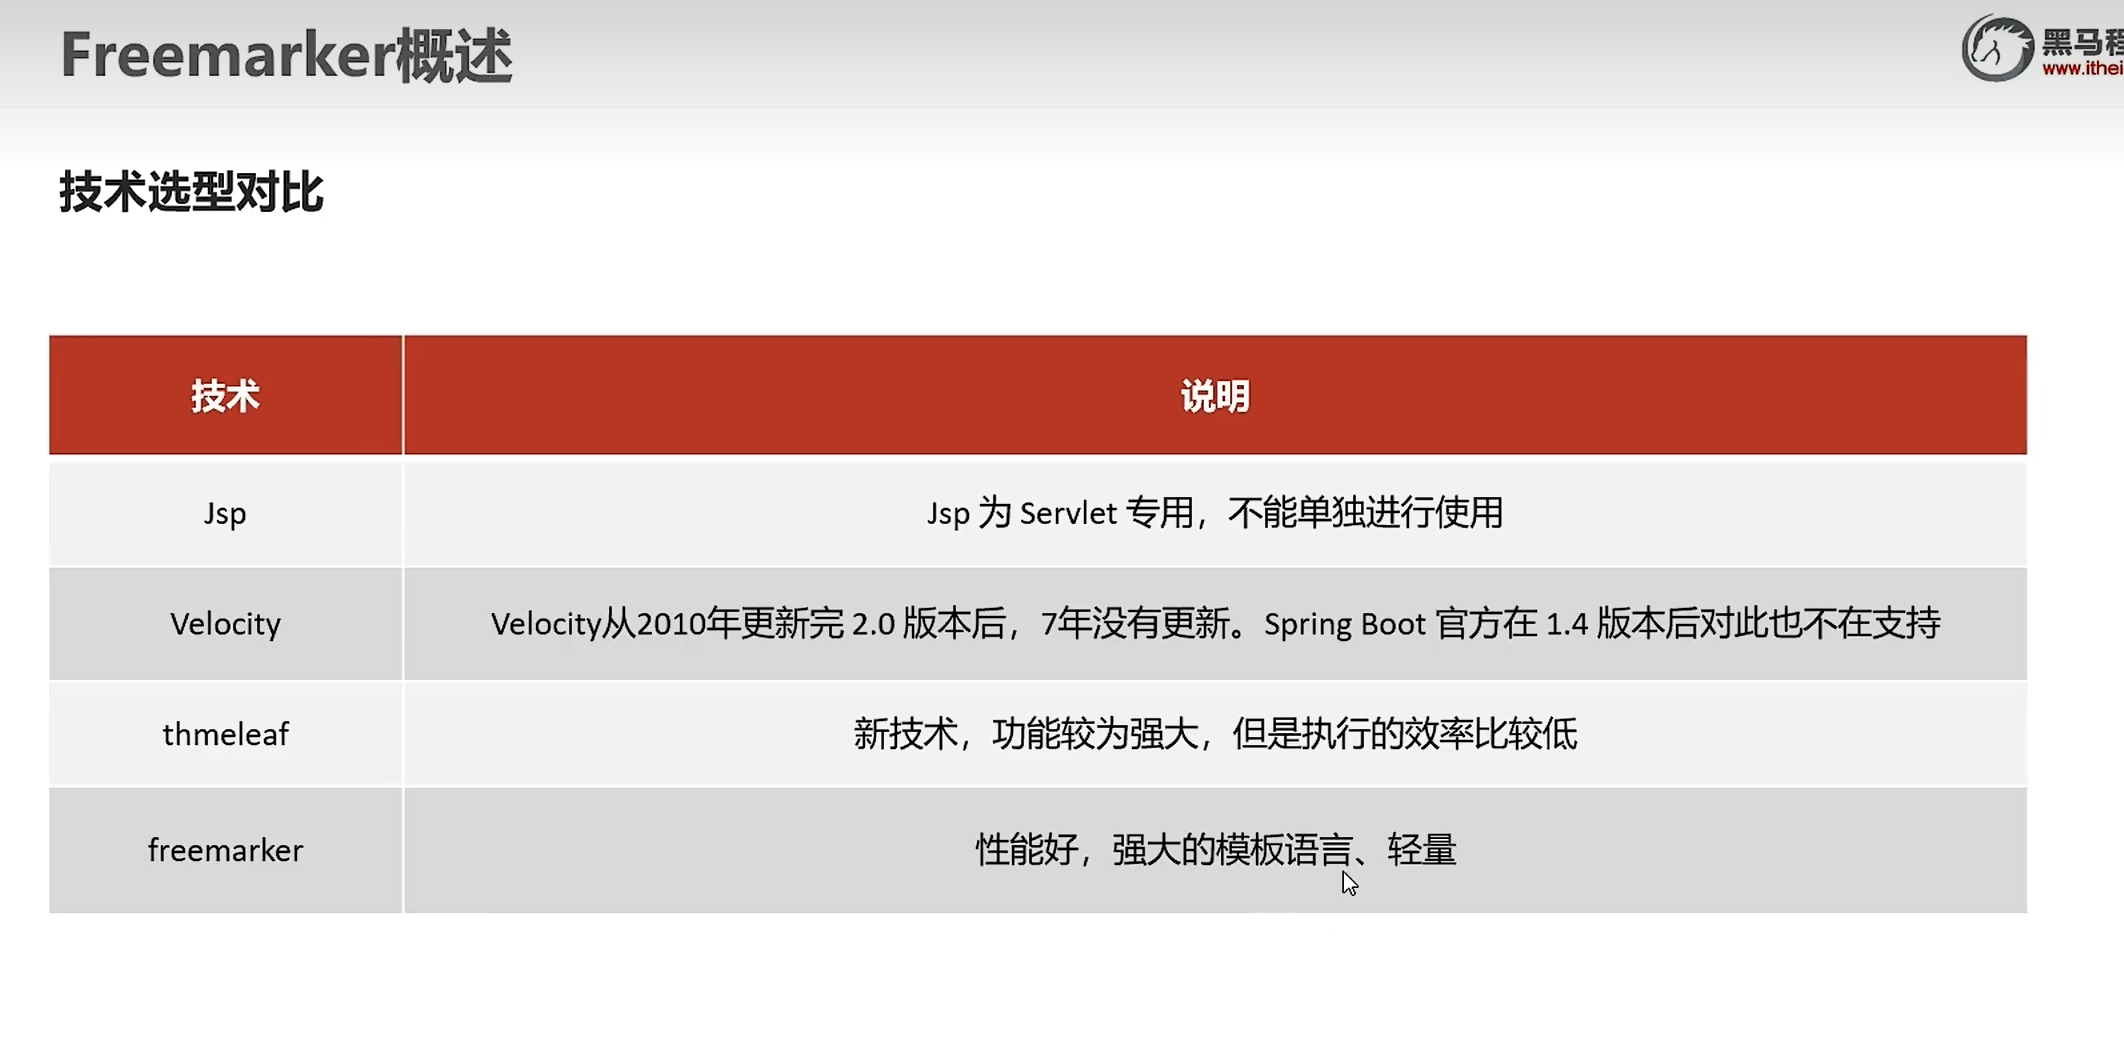 Freemarker概述
黑马程
www.ithei
技术选型对比
技术 说明
Jsp Jsp 为 Servlet 专用，不能单独进行使用
Velocity Velocity从2010年更新完 2.0 版本后，7年没有更新。Spring Boot 官方在 1.4 版本后对此也不在支持
thmeleaf 新技术，功能较为强大，但是执行的效率比较低
freemarker 性能好，强大的模板语言、轻量